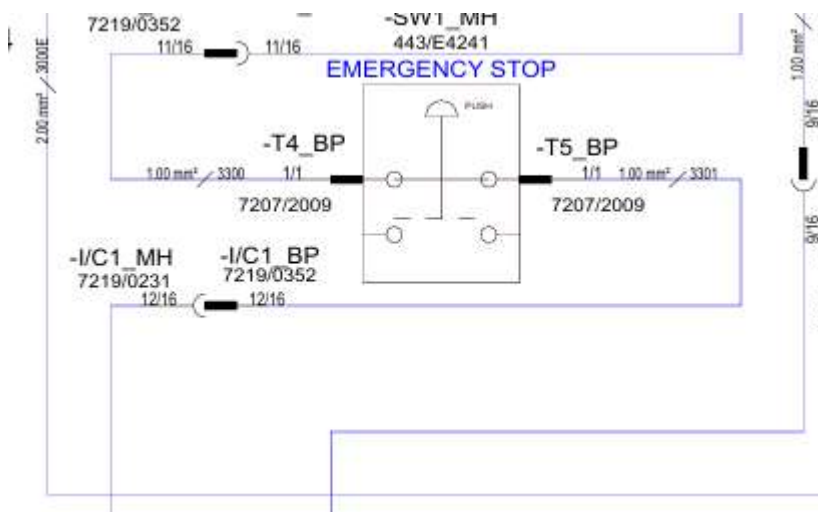 -SW1_MH
7219/0352
443/E4241
11/16
11/16
EMERGENCY STOP
PUSH
2.00 mm² 3000E
1.00 mm²
9/16
-T4_BP
-T5_BP
1.00 mm² 3300
1/1
1/1
1.00 mm² 3301
7207/2009
7207/2009
9/16
-I/C1_MH
-I/C1_BP
7219/0231
7219/0352
12/16
12/16